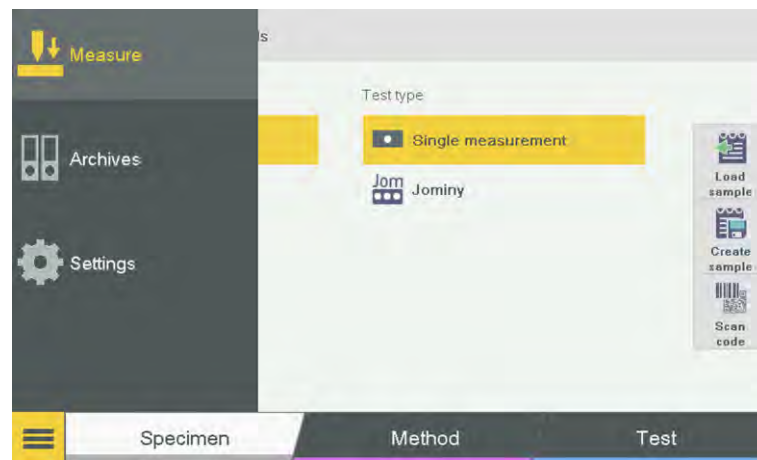 Measure
Archives
Settings
s
Test type
Single measurement
Jom
Jominy
Load
sample
Create
sample
Scan
code
Specimen
Method
Test